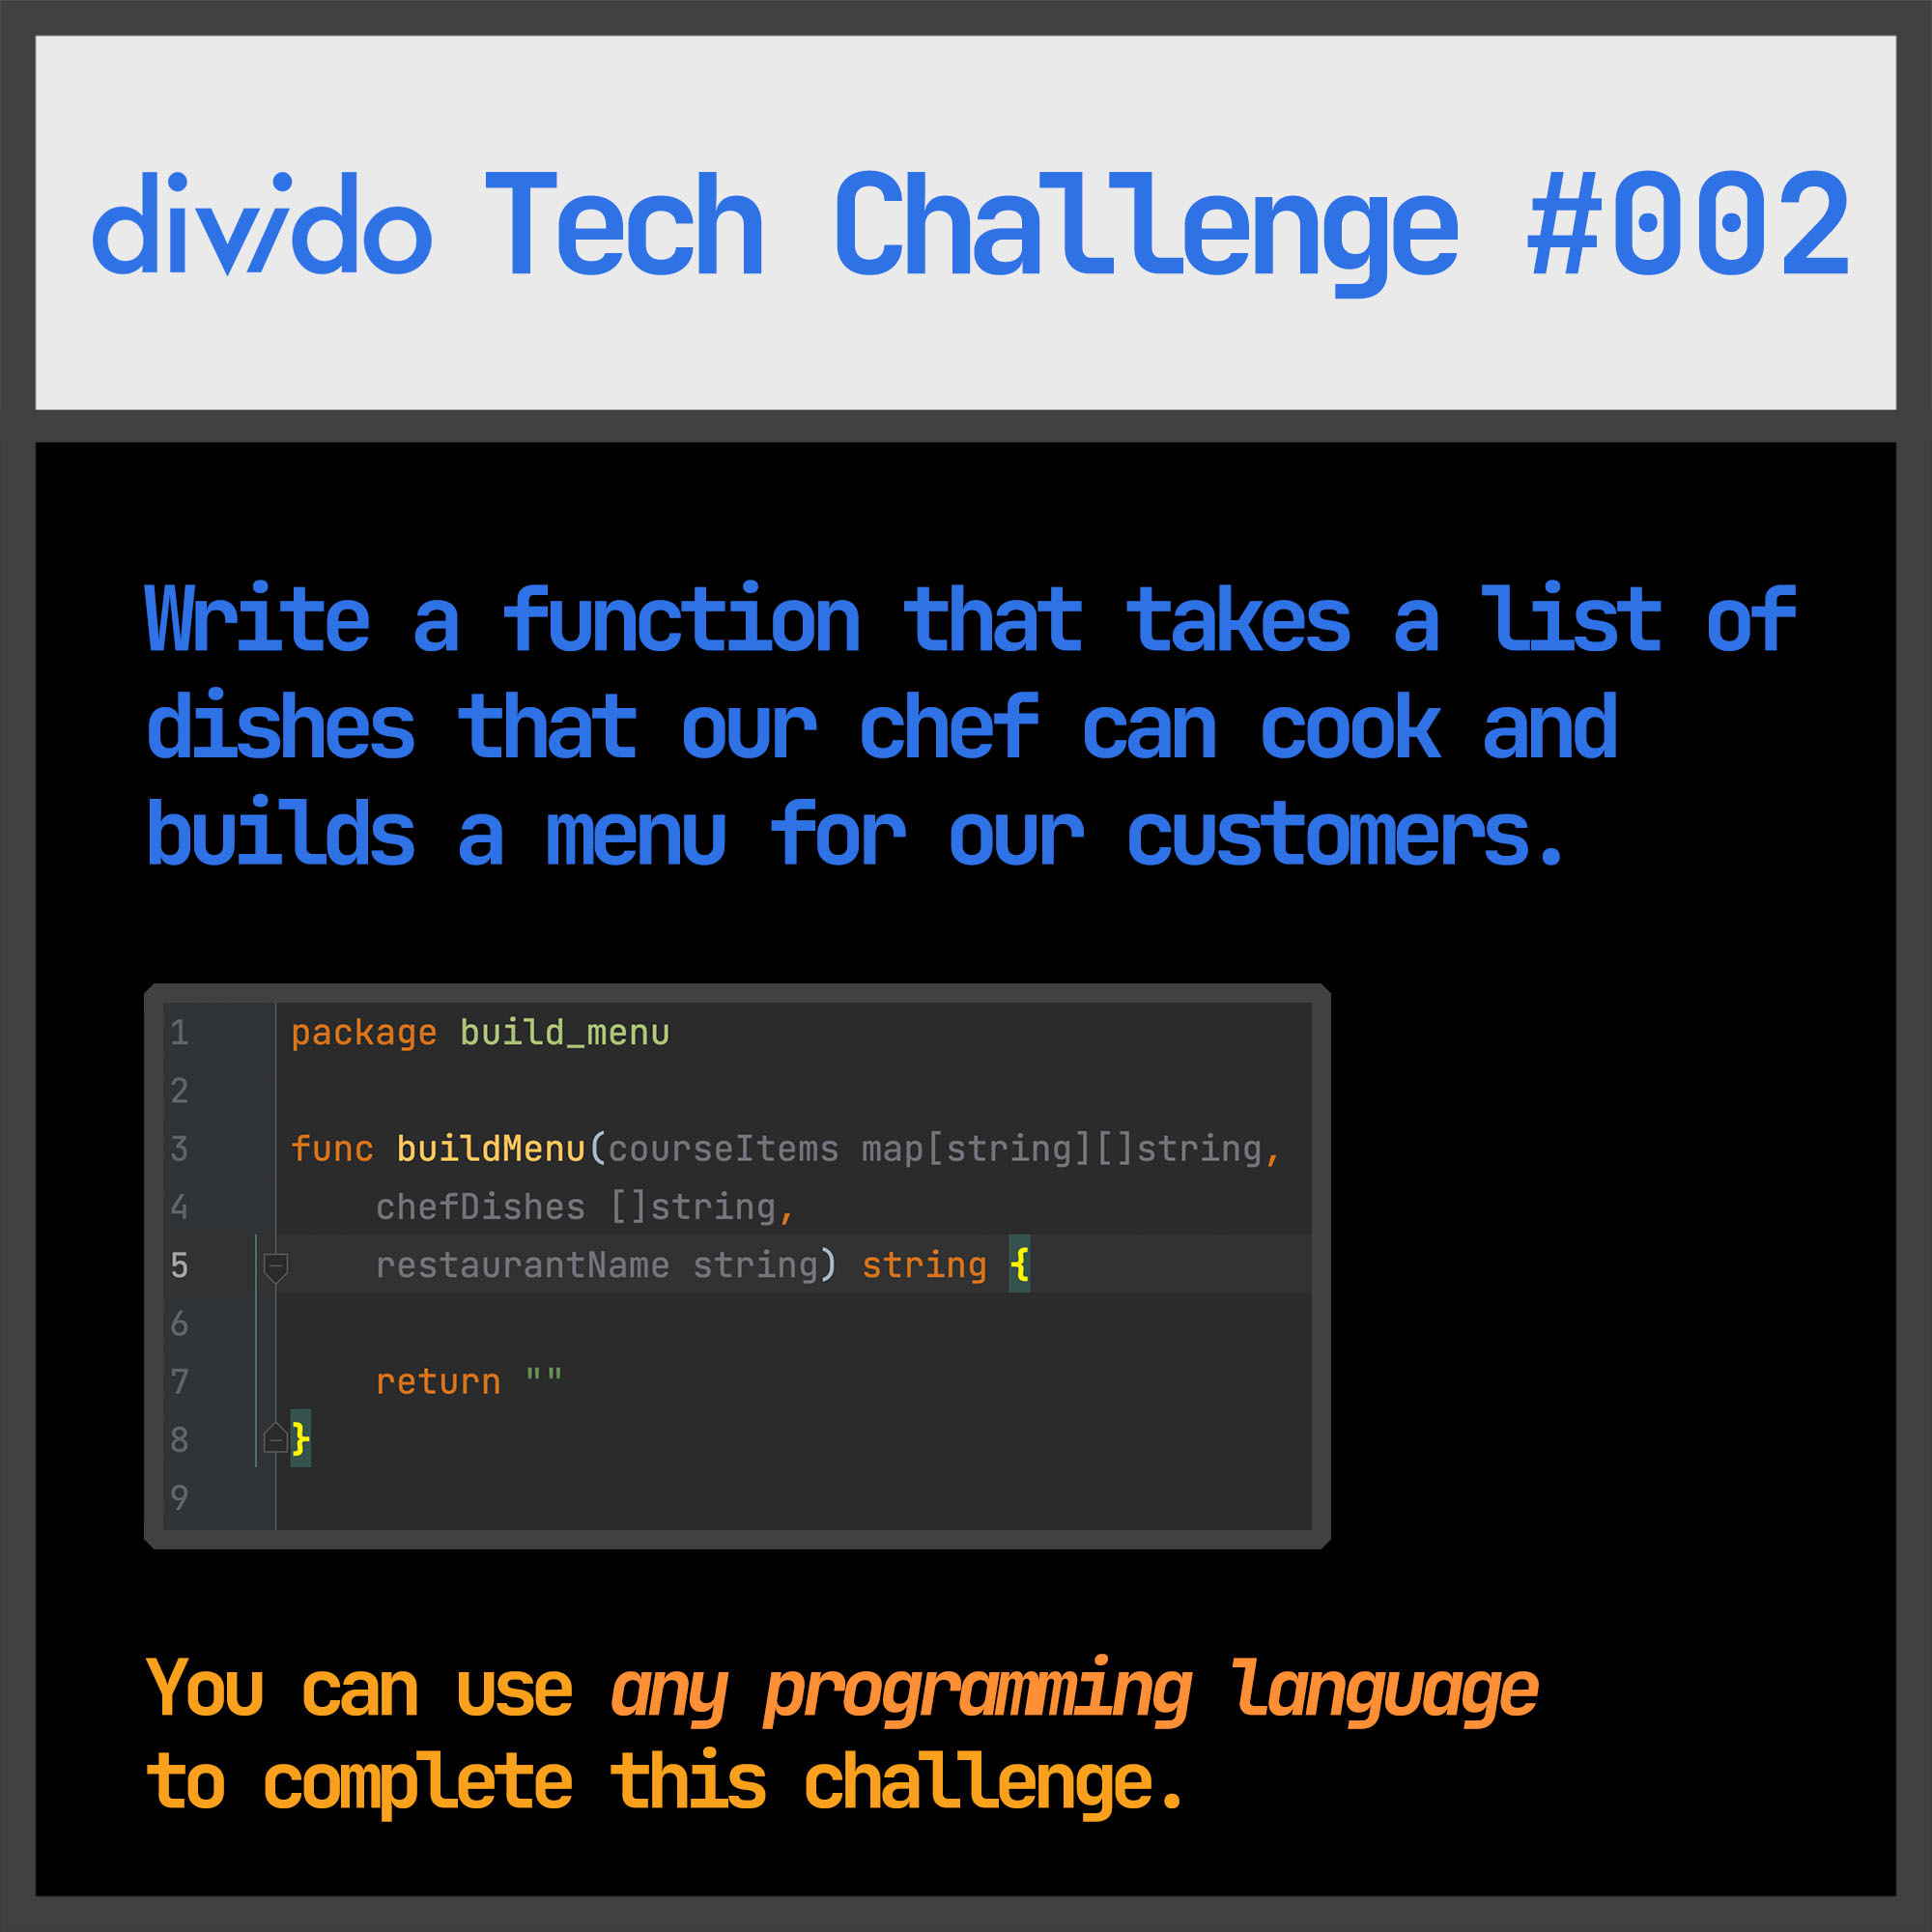 divido Tech Challenge #002
Write a function that takes a list of
dishes that our chef can cook and
builds a menu for our customers.
1 package build_menu
2
3 func buildMenu(courseItems map[string][]string,
4 chefDishes []string,
5 restaurantName string) string {
6
7 return ""
8 }
9
You can use any programming language
to complete this challenge.